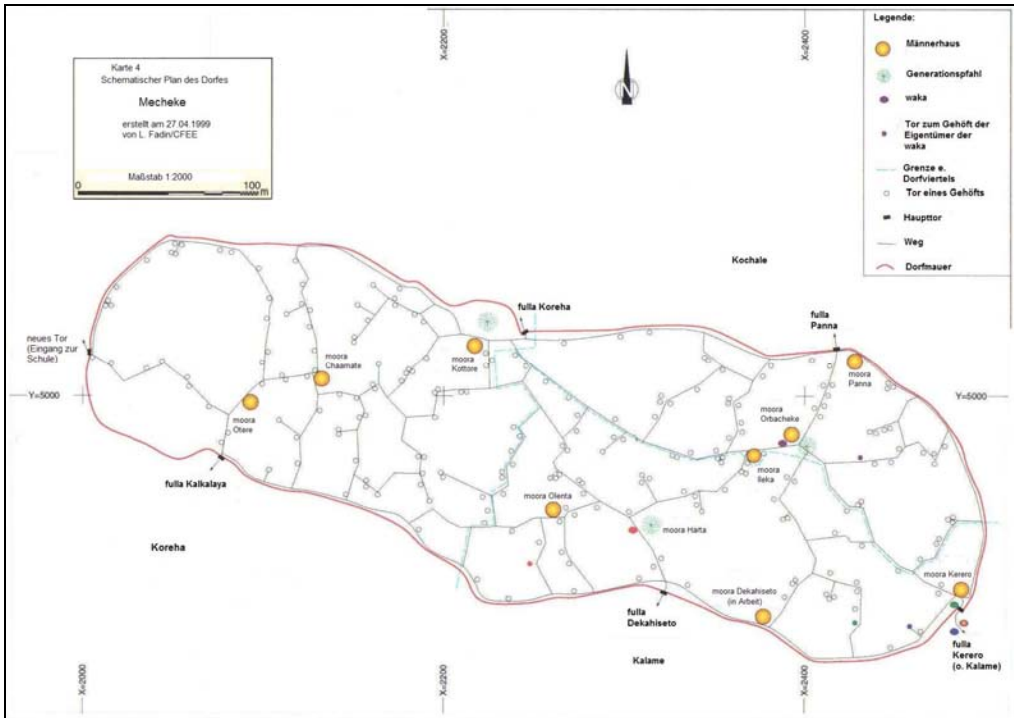 X=2200
X=2400
Karte 4
Schematischer Plan des Dorfes
Mecheke
erstellt am 27.04.1999
von L. Fadin/CFEE
Maßstab 1:2000
0
100
m
N
Legende:
Männerhaus
Generationspfahl
waka
Tor zum Gehöft der
Eigentümer der
waka
Grenze e.
Dorfviertels
Tor eines Gehöfts
Haupttor
Weg
Dorfmauer
Kochale
fulla Koreha
fulla
Panna
neues Tor
(Eingang zur
Schule)
moora
Chaamate
moora
Kottore
moora
Panna
Y=5000
Y=5000
moora
Otere
moora
Orbacheke
moora
Ileka
fulla Kalkalaya
moora Olenta
moora Harta
Koreha
moora Kerero
moora Dekahiseto
(in Arbeit)
fulla
Dekahiseto
fulla
Kerero
(o. Kalame)
Kalame
X=2000
X=2200
X=2400